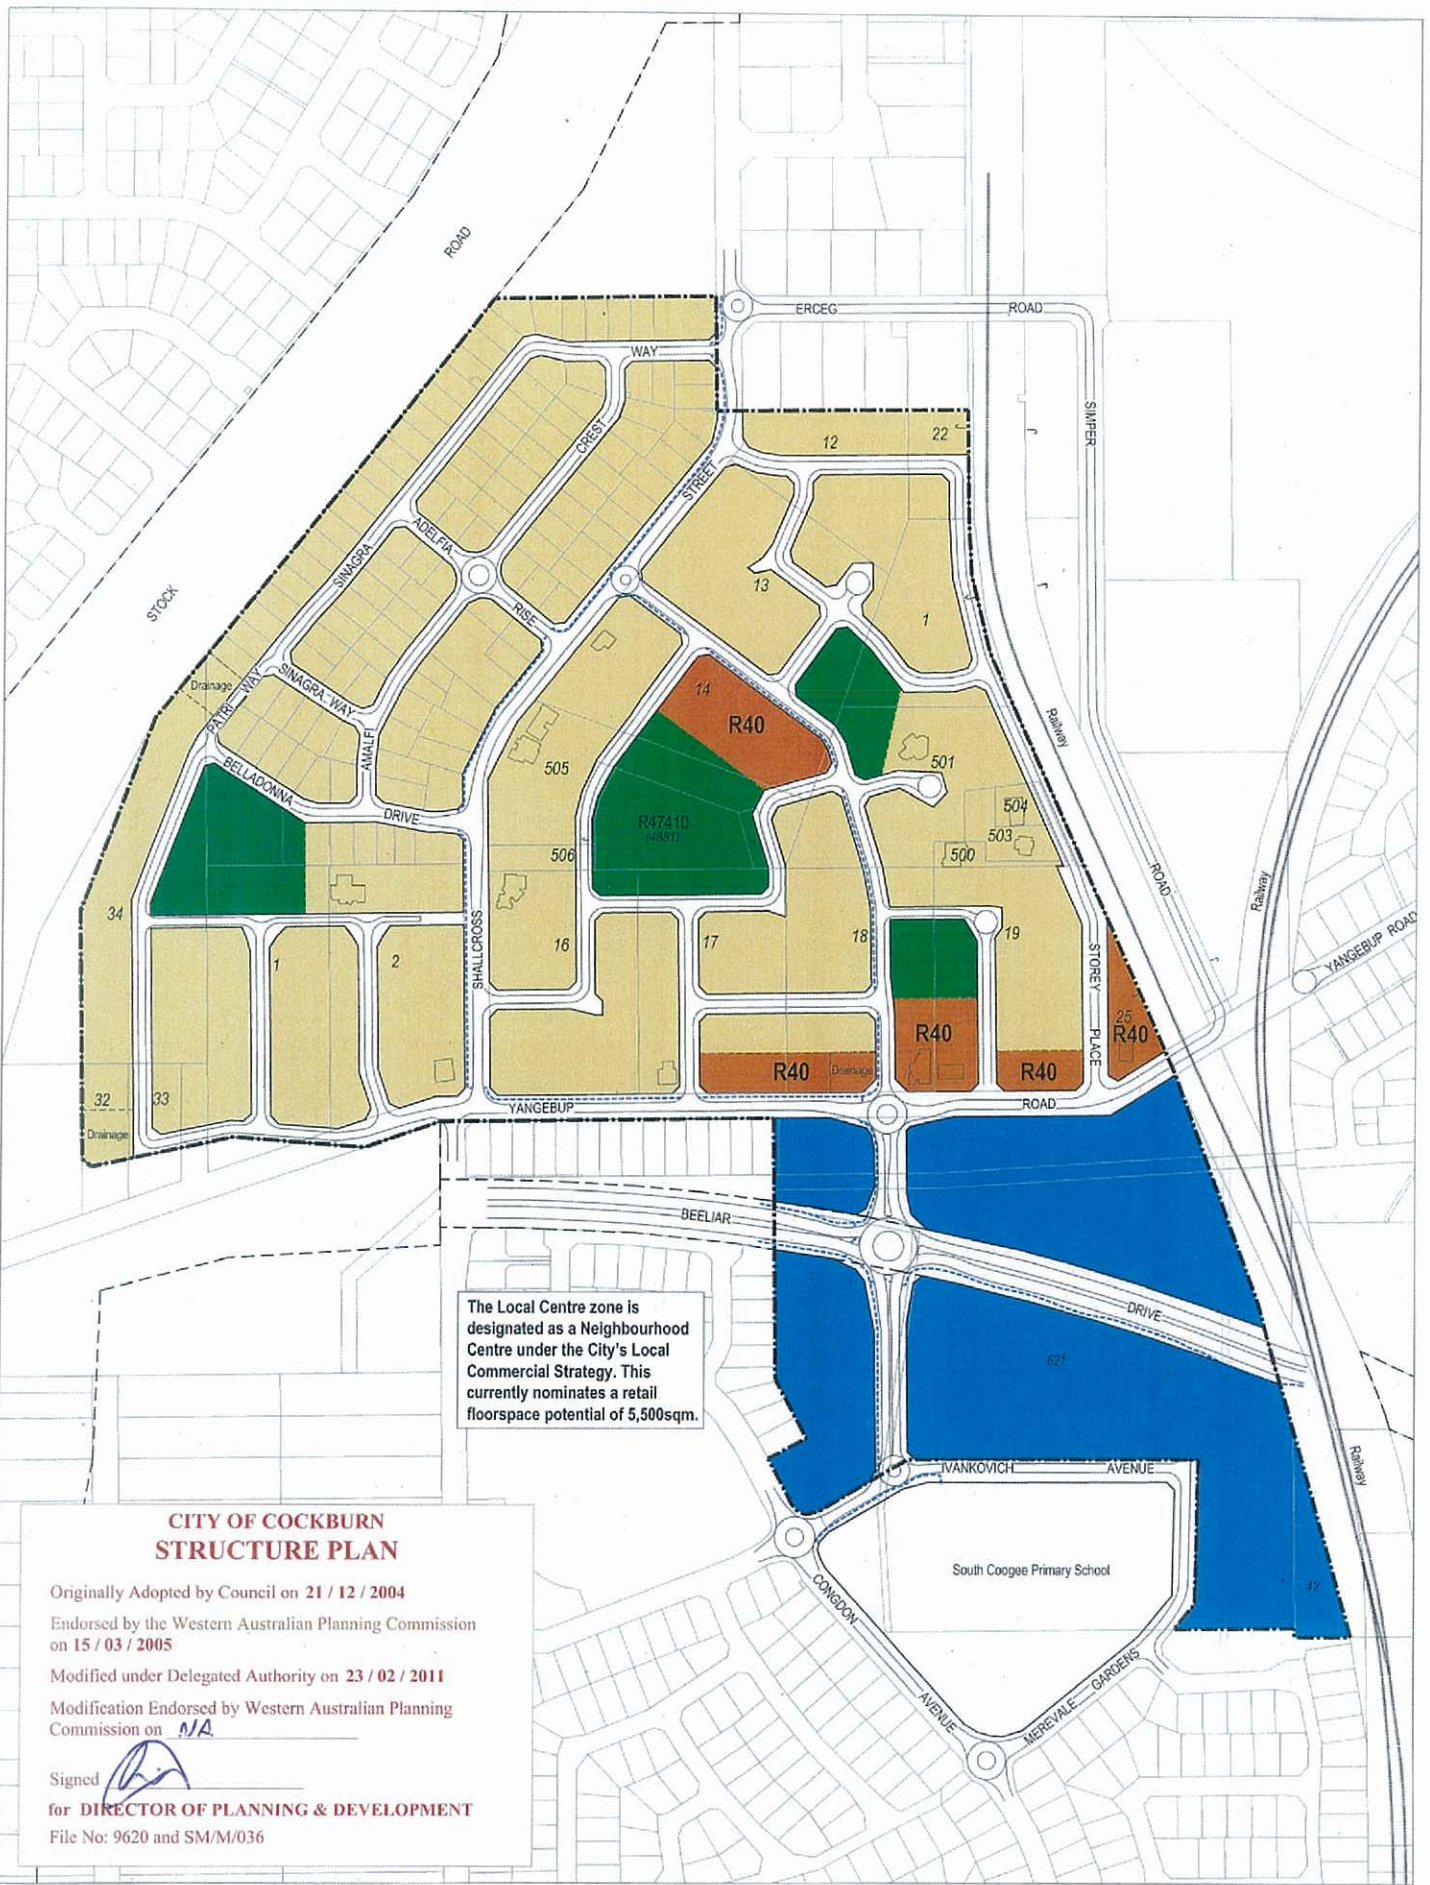 ROAD
STOCK
ERCEG ROAD
SIMPER
ROAD
WAY
CREST
STREET
12
22
ADELFIA
RISE
SINAGRA
13
1
Drainage
PATRI WAY
SINAGRA WAY
AMALFI
BELLADONNA
DRIVE
14
R40
505
R47410
(4681)
506
501
504
503
500
Railway
Railway
YANGEBUP ROAD
34
1
2
SHALLCROSS
16
17
18
19
STOREY
PLACE
25
R40
R40
R40
Drainage
R40
32
33
Drainage
YANGEBUP
ROAD
BEELIAR
DRIVE
621
The Local Centre zone is
designated as a Neighbourhood
Centre under the City's Local
Commercial Strategy. This
currently nominates a retail
floorspace potential of 5,500sqm.
IVANKOVICH AVENUE
Railway
South Coogee Primary School
42
CONGDON
AVENUE
MEREVALE GARDENS
CITY OF COCKBURN
STRUCTURE PLAN
Originally Adopted by Council on 21 / 12 / 2004
Endorsed by the Western Australian Planning Commission
on 15 / 03 / 2005
Modified under Delegated Authority on 23 / 02 / 2011
Modification Endorsed by Western Australian Planning
Commission on N/A
Signed
for DIRECTOR OF PLANNING & DEVELOPMENT
File No: 9620 and SM/M/036